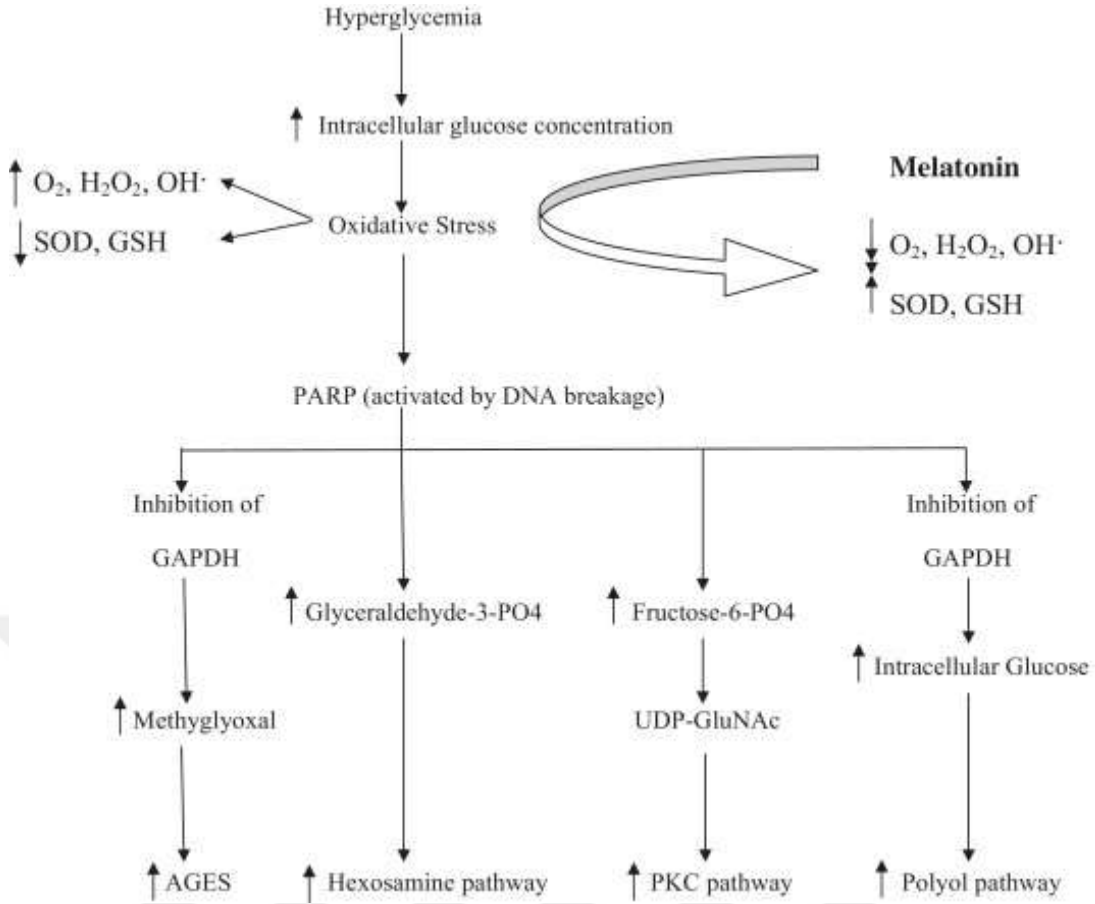 Hyperglycemia
Intracellular glucose concentration
O₂, H₂O₂, OH·
SOD, GSH
Oxidative Stress
Melatonin
O₂, H₂O₂, OH·
SOD, GSH
PARP (activated by DNA breakage)
Inhibition of
GAPDH
Inhibition of
GAPDH
Glyceraldehyde-3-PO4
Fructose-6-PO4
Intracellular Glucose
Methyglyoxal
UDP-GluNAc
AGES
Hexosamine pathway
PKC pathway
Polyol pathway